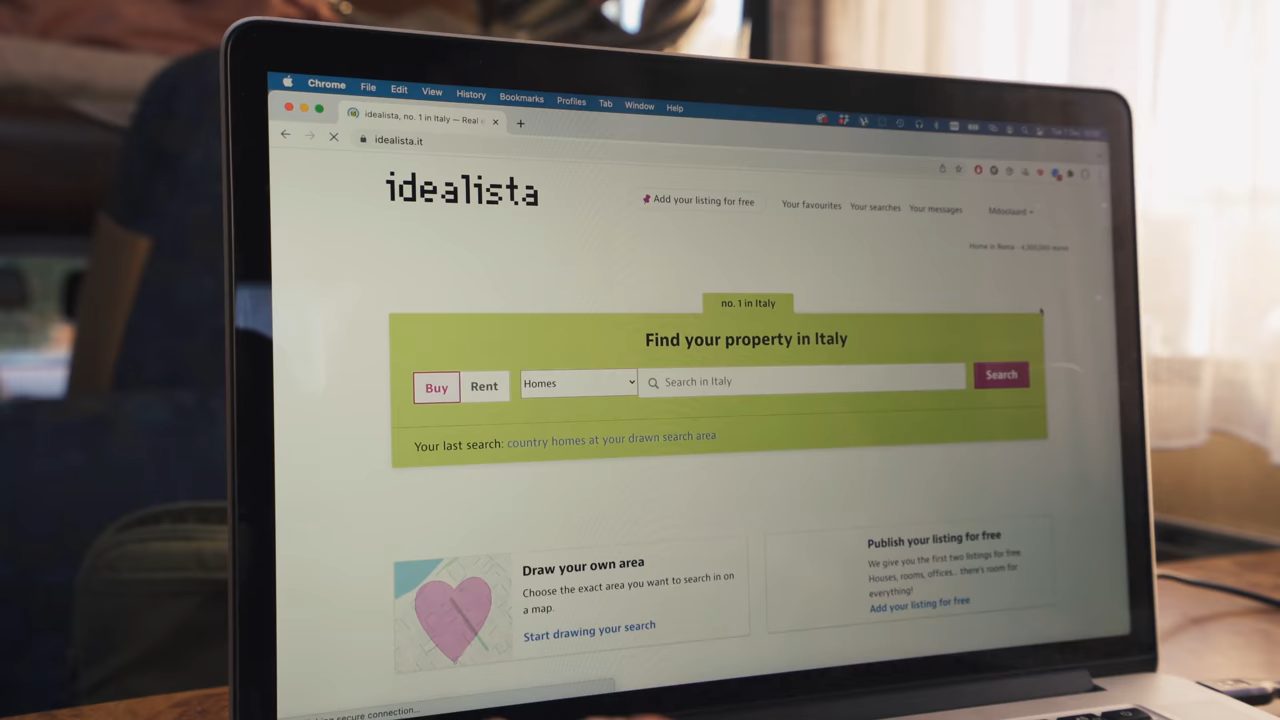 Chrome File Edit View History Bookmarks Profiles Tab Window Help
idealista, no. 1 in Italy — Real
idealista.it
idealista
Add your listing for free
Your favourites
Your searches
Your messages
no. 1 in Italy
Find your property in Italy
Buy
Rent
Homes
Search in Italy
Search
Your last search: country homes at your drawn search area
Draw your own area
Choose the exact area you want to search in on
a map.
Start drawing your search
Publish your listing for free
We give you the first two listings for free.
Houses, rooms, offices... there's room for
everything!
Add your listing for free
secure connection...